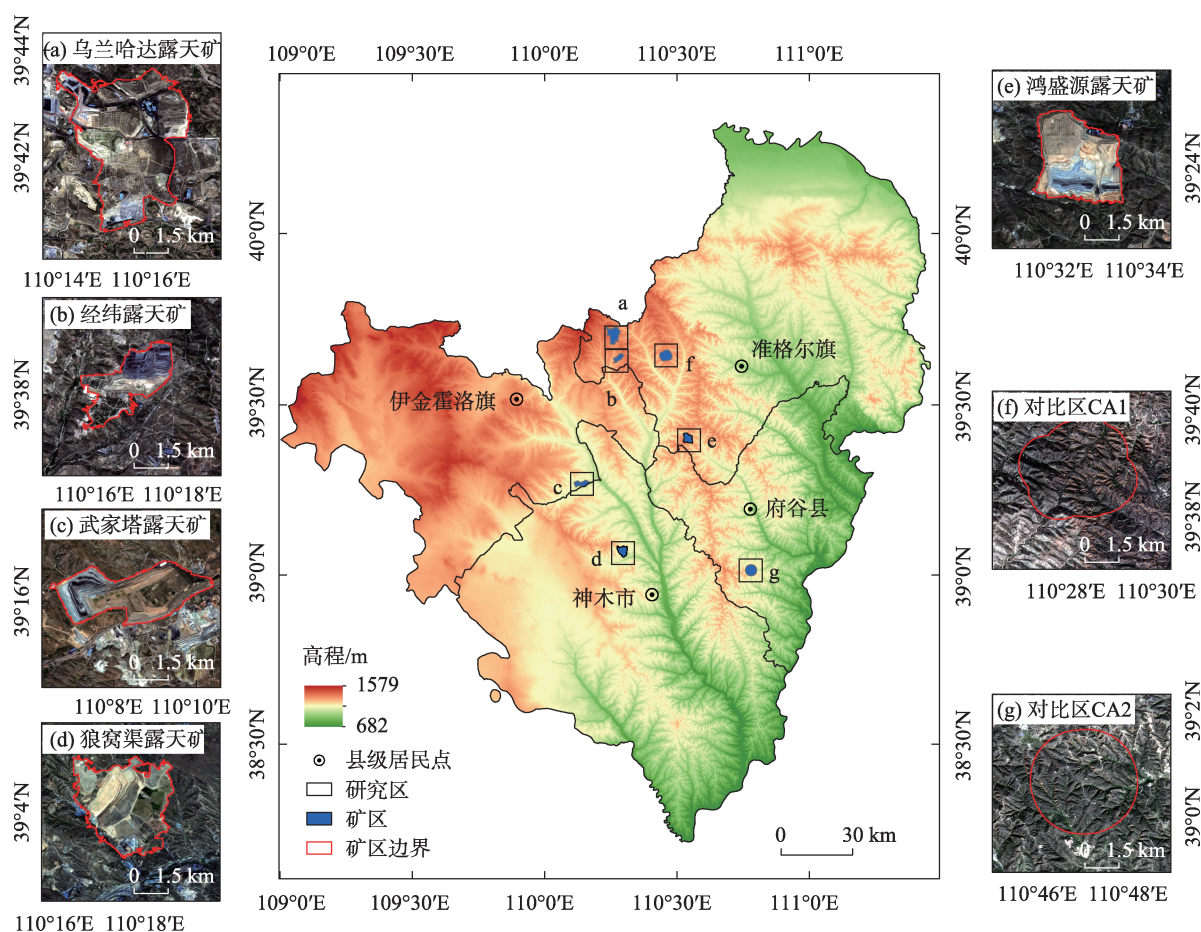 (a) 乌兰哈达露天矿
39°44′N
39°42′N
0 1.5 km
110°14′E 110°16′E
(b) 经纬露天矿
39°38′N
110°16′E 110°18′E
(c) 武家塔露天矿
39°16′N
0 1.5 km
110°8′E 110°10′E
(d) 狼窝渠露天矿
39°4′N
0 1.5 km
110°16′E 110°18′E
109°0′E 109°30′E 110°0′E 110°30′E 111°0′E
40°0′N
39°30′N
39°0′N
38°30′N
a
b
f
准格尔旗
伊金霍洛旗
e
c
府谷县
d
g
神木市
高程/m
1579
682
县级居民点
研究区
矿区
矿区边界
0 30 km
40°0′N
39°30′N
39°0′N
38°30′N
109°0′E 109°30′E 110°0′E 110°30′E 111°0′E
(e) 鸿盛源露天矿
39°24′N
0 1.5 km
110°32′E 110°34′E
(f) 对比区CA1
39°40′N
39°38′N
0 1.5 km
110°28′E 110°30′E
(g) 对比区CA2
39°2′N
39°0′N
0 1.5 km
110°46′E 110°48′E